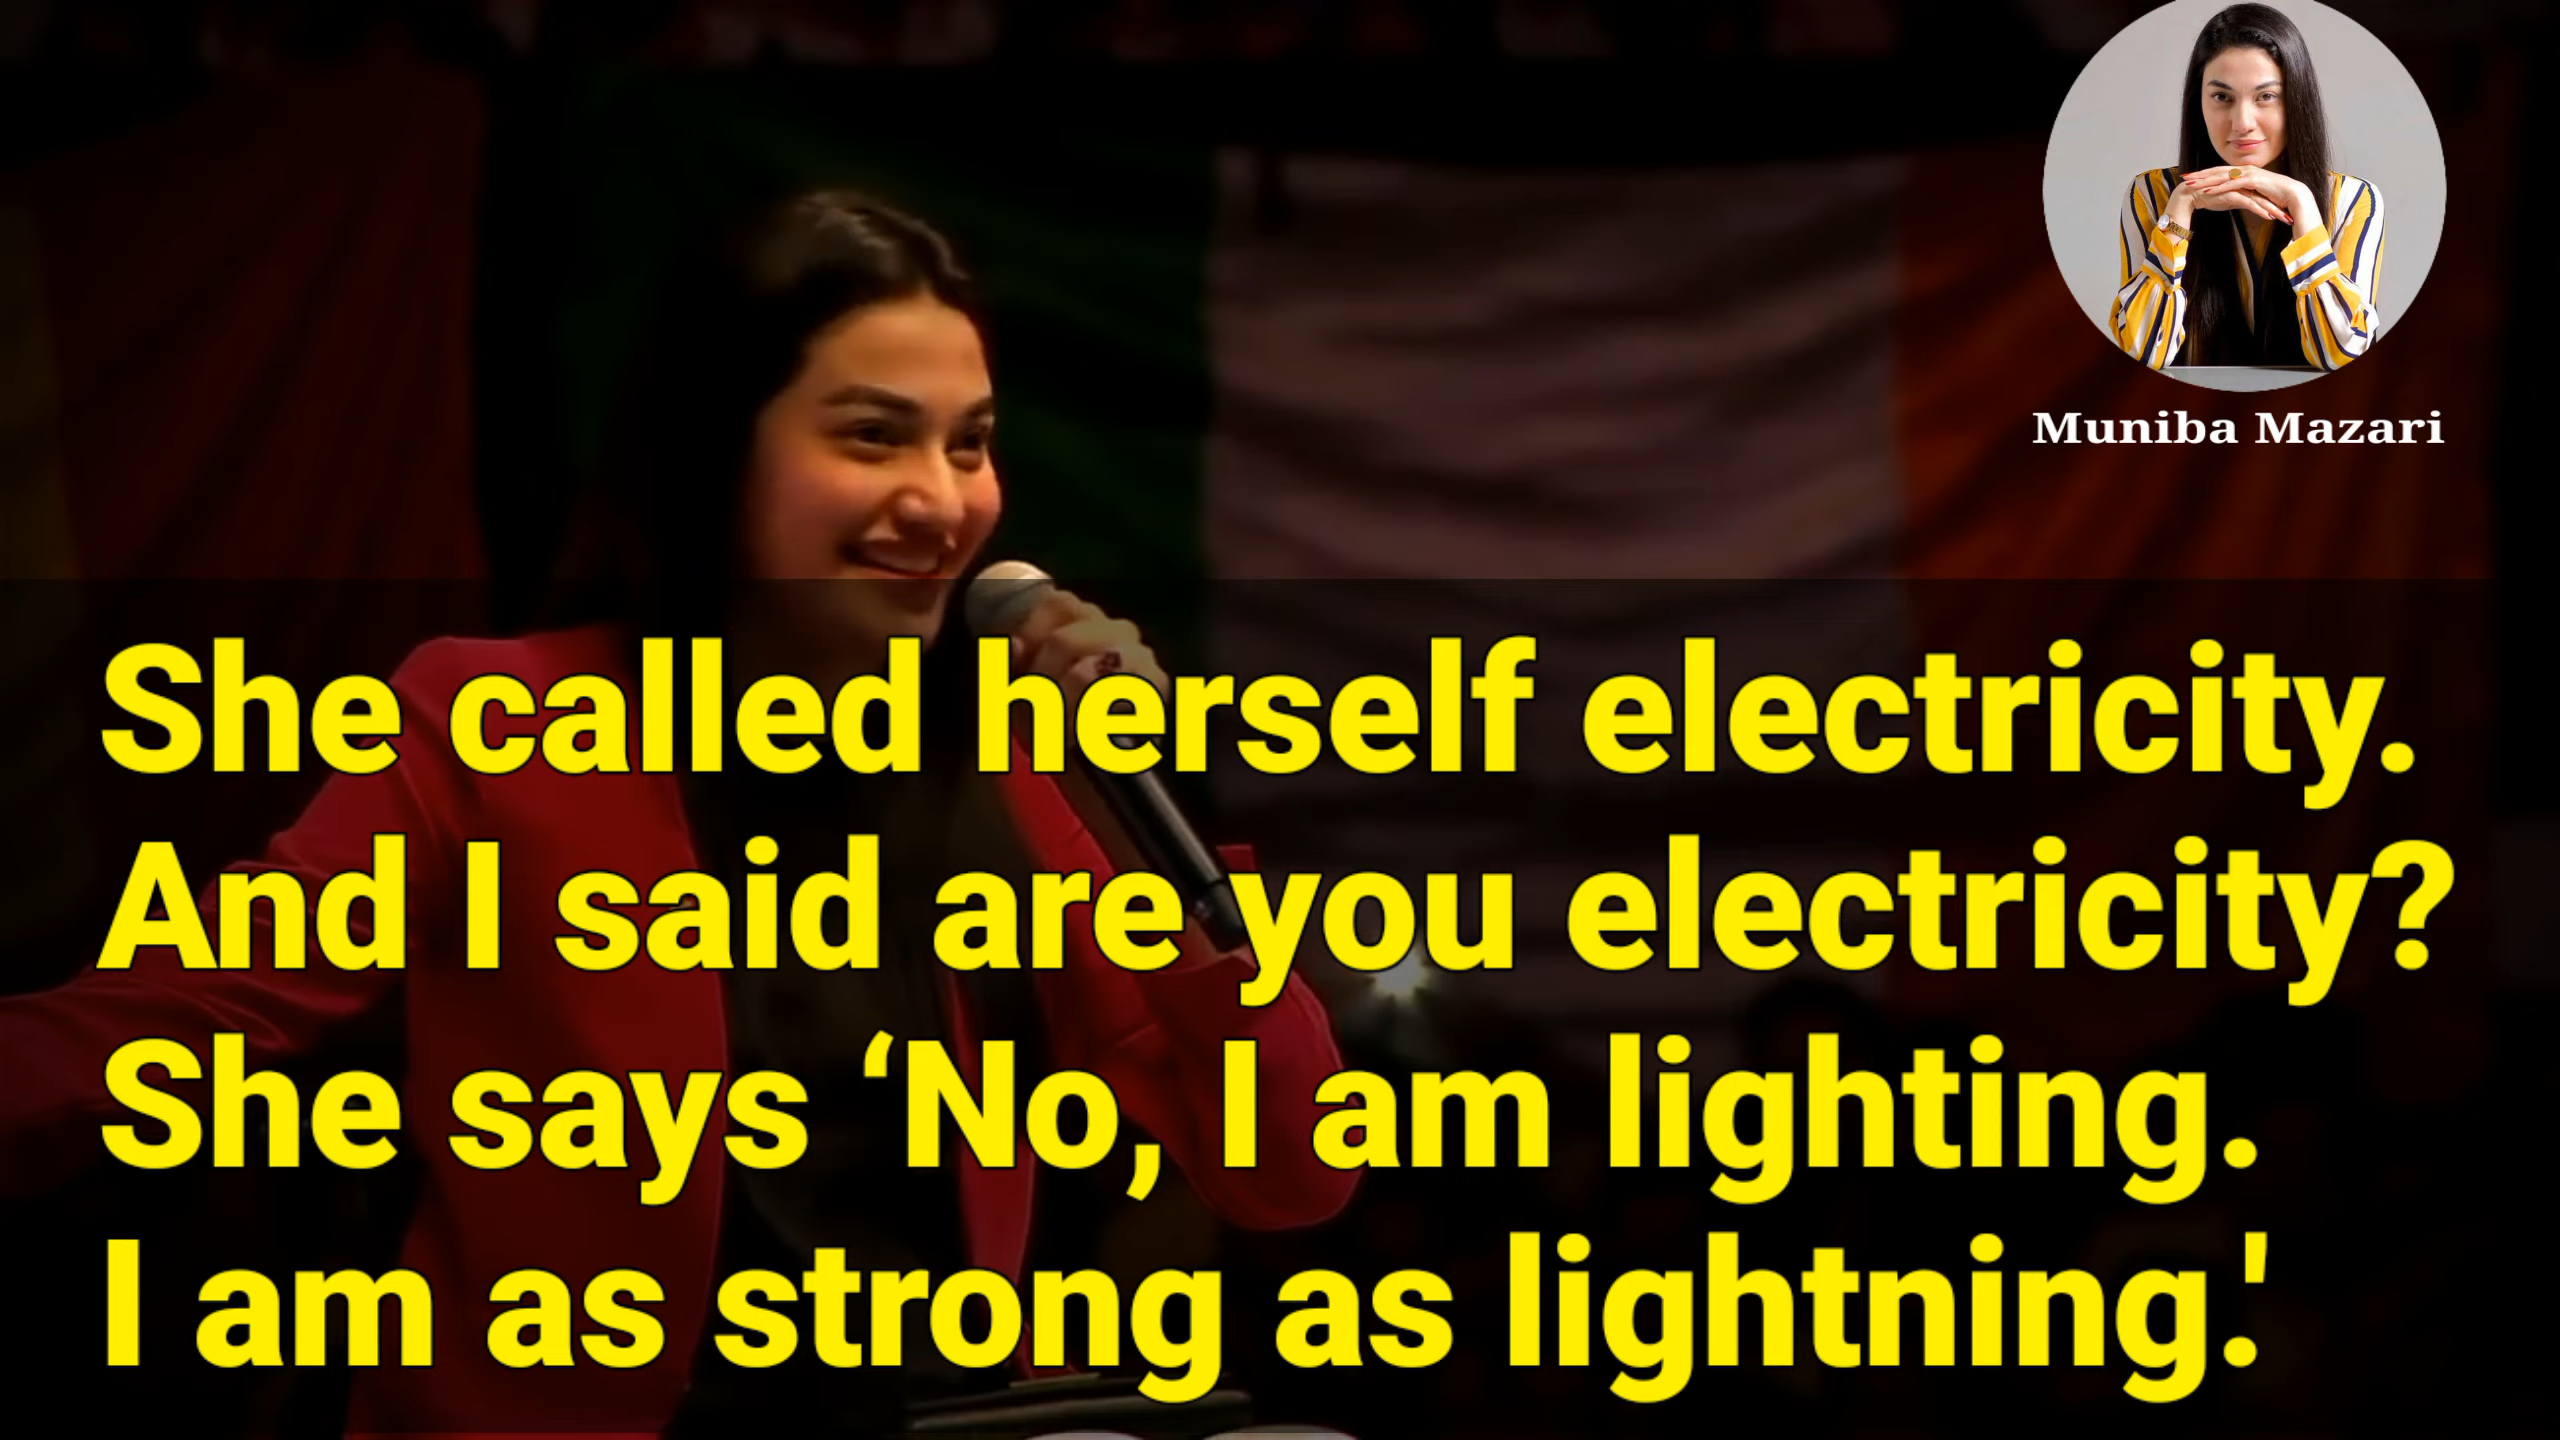 Muniba Mazari
She called herself electricity.
And I said are you electricity?
She says ‘No, I am lighting.
I am as strong as lightning.'